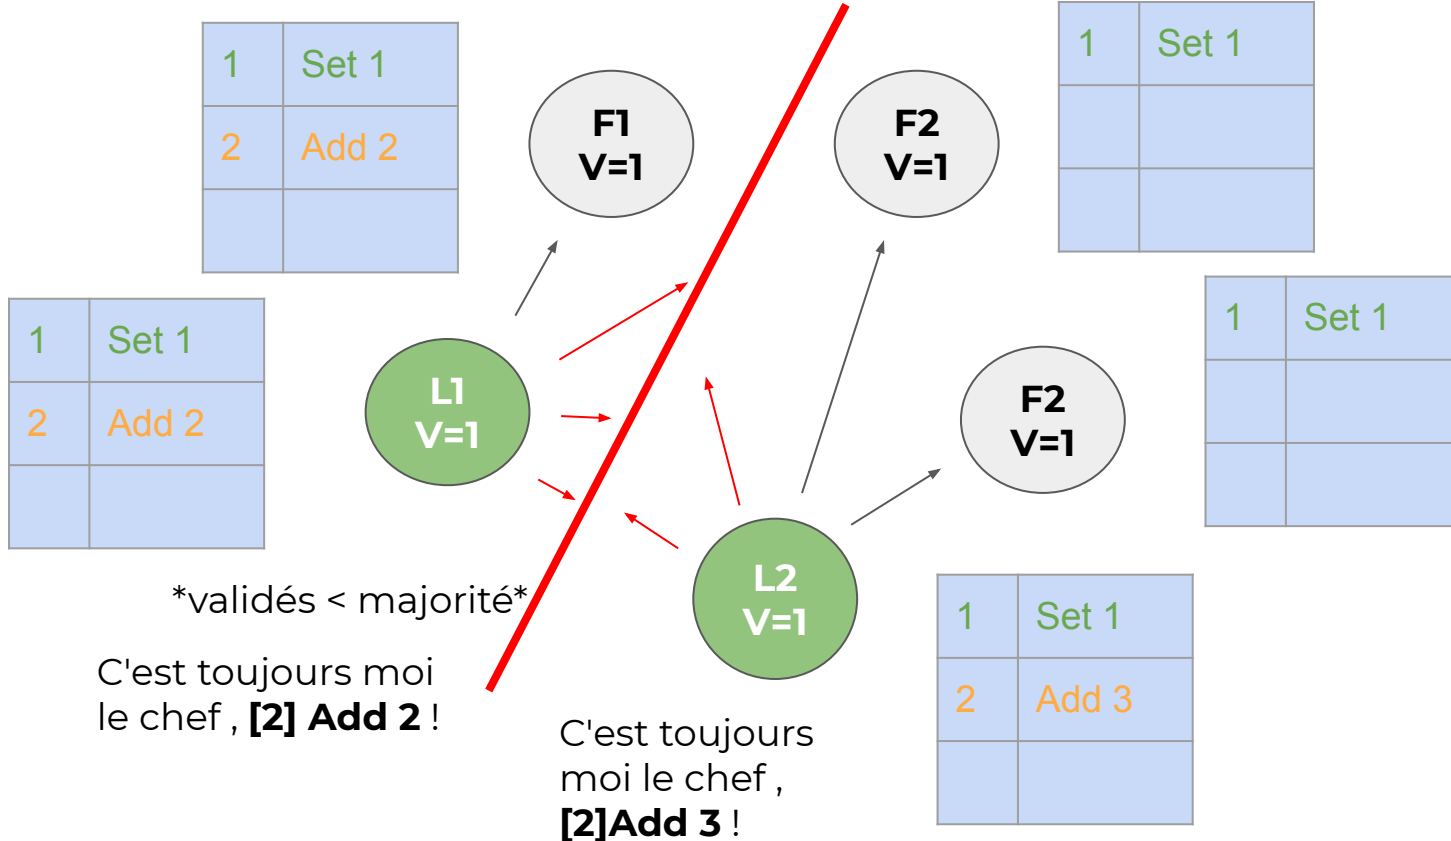 1 Set 1
2 Add 2
F1
V=1
F2
V=1
1 Set 1
1 Set 1
2 Add 2
L1
V=1
F2
V=1
1 Set 1
L2
V=1
1 Set 1
2 Add 3
*validés < majorité*
C'est toujours moi
le chef , [2] Add 2 !
C'est toujours
moi le chef ,
[2]Add 3 !